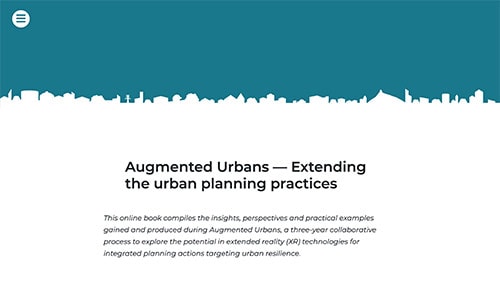 Augmented Urbans — Extending
the urban planning practices
This online book compiles the insights, perspectives and practical examples
gained and produced during Augmented Urbans, a three-year collaborative
process to explore the potential in extended reality (XR) technologies for
integrated planning actions targeting urban resilience.